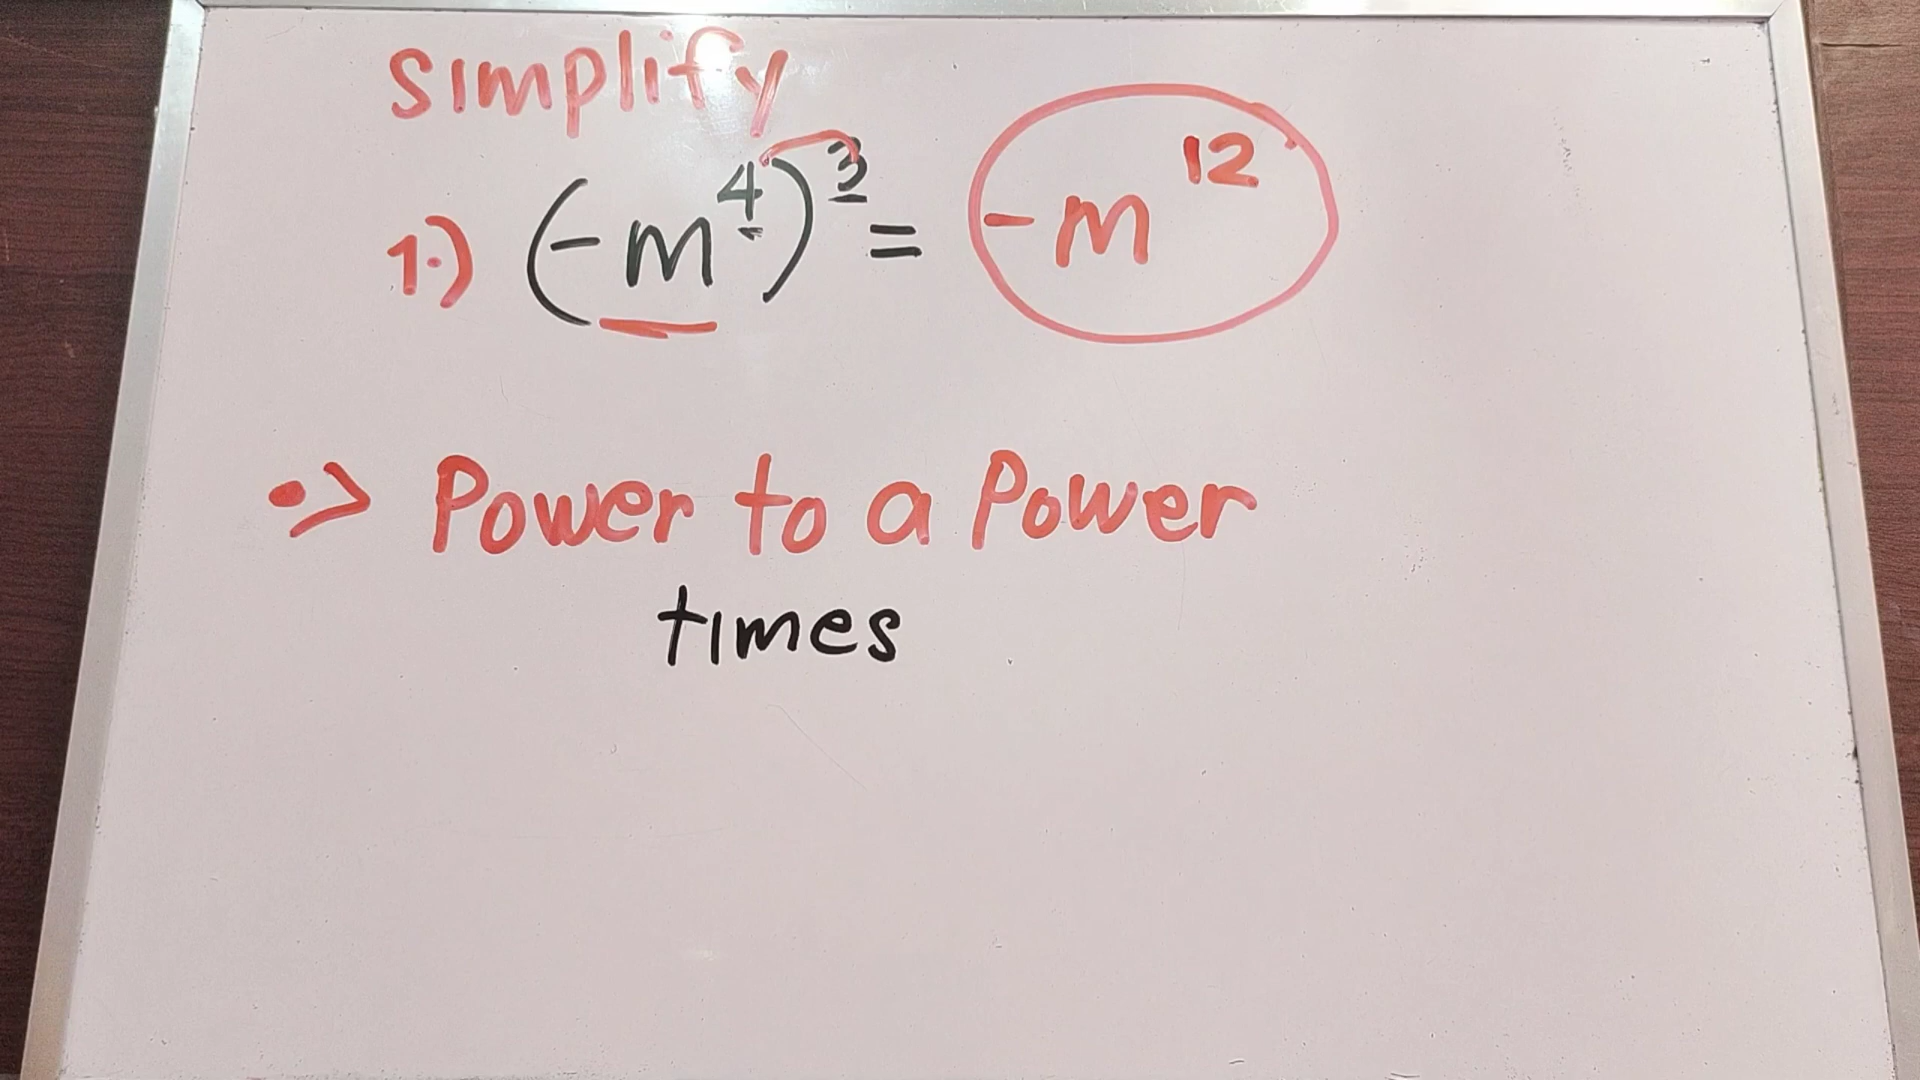 simplify
1.) (-m⁴)³ = -m¹²
•> Power to a Power
times